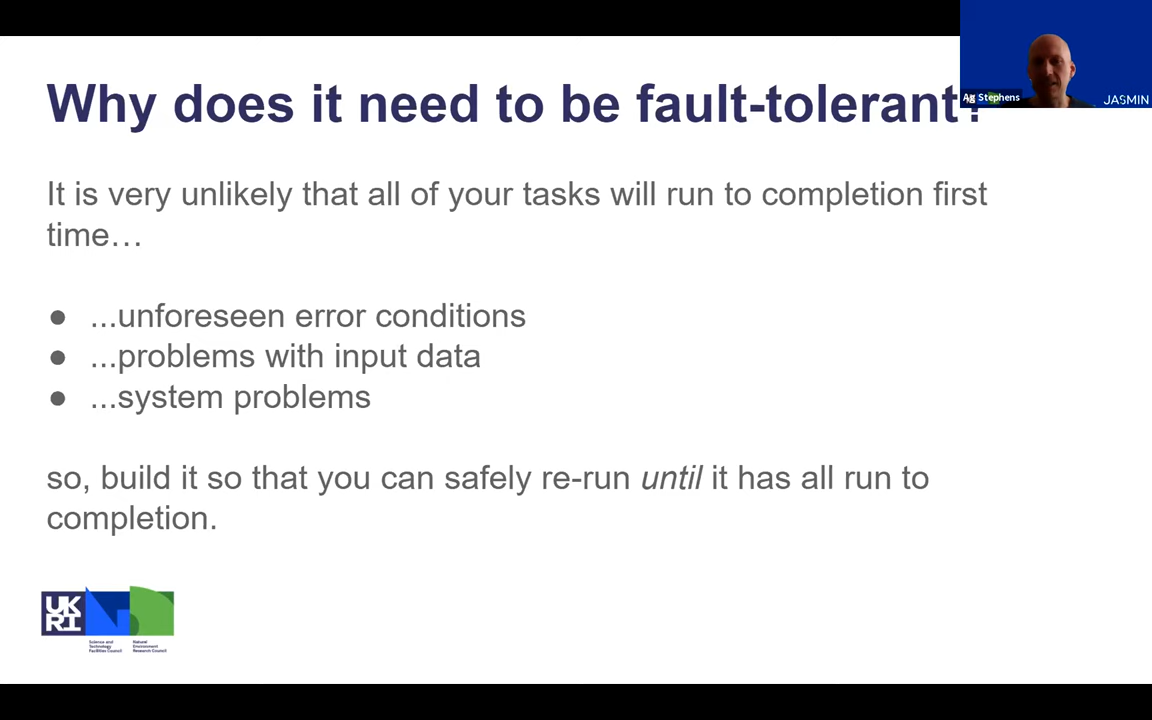 Why does it need to be fault-tolerant?
Ag Stephens
JASMIN
It is very unlikely that all of your tasks will run to completion first
time…
● ...unforeseen error conditions
● ...problems with input data
● ...system problems
so, build it so that you can safely re-run until it has all run to
completion.
UK
RI
Science and
Technology
Facilities Council
Natural
Environment
Research Council